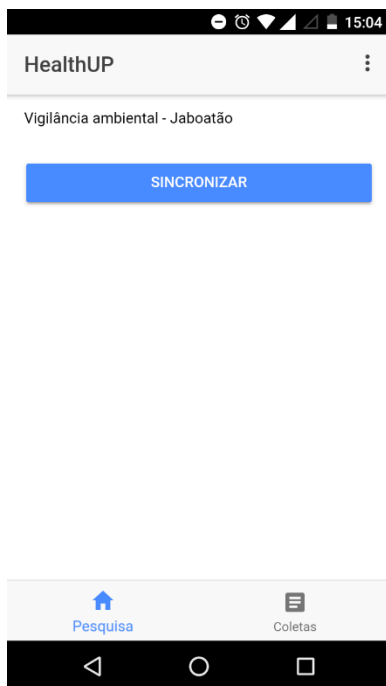 15:04
HealthUP
Vigilância ambiental - Jaboatão
SINCRONIZAR
Pesquisa
Coletas